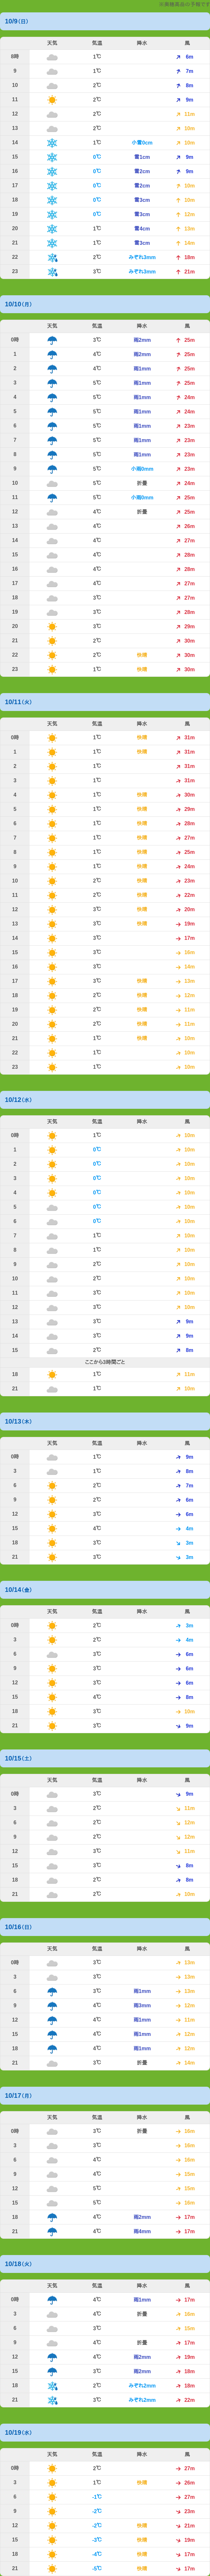 ※南極気点の予報です
10/9（日）
天気 気温 降水 風
8時 1℃ 6m
9 1℃ 7m
10 2℃ 8m
11 2℃ 9m
12 2℃ 11m
13 2℃ 10m
14 1℃ 小雪0cm 10m
15 0℃ 雪1cm 9m
16 0℃ 雪2cm 9m
17 0℃ 雪2cm 10m
18 0℃ 雪3cm 10m
19 0℃ 雪3cm 12m
20 1℃ 雪4cm 13m
21 1℃ 雪3cm 14m
22 2℃ みぞれ3mm 18m
23 3℃ みぞれ3mm 21m
10/10（月）
天気 気温 降水 風
0時 3℃ 雨2mm 25m
1 4℃ 雨2mm 25m
2 4℃ 雨1mm 25m
3 5℃ 雨1mm 25m
4 5℃ 雨1mm 24m
5 5℃ 雨1mm 24m
6 5℃ 雨1mm 23m
7 5℃ 雨1mm 23m
8 5℃ 雨1mm 23m
9 5℃ 小雨0mm 23m
10 5℃ 折畳 24m
11 5℃ 小雨0mm 25m
12 4℃ 折畳 25m
13 4℃ 26m
14 4℃ 27m
15 4℃ 28m
16 4℃ 28m
17 4℃ 27m
18 3℃ 27m
19 3℃ 28m
20 3℃ 29m
21 2℃ 30m
22 2℃ 快晴 30m
23 1℃ 快晴 30m
10/11（火）
天気 気温 降水 風
0時 1℃ 快晴 31m
1 1℃ 快晴 31m
2 1℃ 31m
3 1℃ 31m
4 1℃ 快晴 30m
5 1℃ 快晴 29m
6 1℃ 快晴 28m
7 1℃ 快晴 27m
8 1℃ 快晴 25m
9 1℃ 快晴 24m
10 2℃ 快晴 23m
11 2℃ 快晴 22m
12 3℃ 快晴 20m
13 3℃ 快晴 19m
14 3℃ 17m
15 3℃ 16m
16 3℃ 14m
17 3℃ 快晴 13m
18 2℃ 快晴 12m
19 2℃ 快晴 11m
20 2℃ 快晴 11m
21 1℃ 快晴 10m
22 1℃ 10m
23 1℃ 10m
10/12（水）
天気 気温 降水 風
0時 1℃ 10m
1 0℃ 10m
2 0℃ 10m
3 0℃ 10m
4 0℃ 10m
5 0℃ 10m
6 0℃ 10m
7 1℃ 10m
8 1℃ 10m
9 2℃ 10m
10 2℃ 10m
11 3℃ 10m
12 3℃ 10m
13 3℃ 9m
14 3℃ 9m
15 2℃ 8m
ここから3時間ごと
18 1℃ 11m
21 1℃ 10m
10/13（木）
天気 気温 降水 風
0時 1℃ 9m
3 1℃ 8m
6 2℃ 7m
9 2℃ 6m
12 3℃ 6m
15 4℃ 4m
18 3℃ 3m
21 3℃ 3m
10/14（金）
天気 気温 降水 風
0時 2℃ 3m
3 2℃ 4m
6 3℃ 6m
9 3℃ 6m
12 3℃ 6m
15 4℃ 8m
18 3℃ 10m
21 3℃ 9m
10/15（土）
天気 気温 降水 風
0時 3℃ 9m
3 2℃ 11m
6 2℃ 12m
9 2℃ 12m
12 3℃ 11m
15 3℃ 8m
18 2℃ 8m
21 2℃ 10m
10/16（日）
天気 気温 降水 風
0時 3℃ 13m
3 3℃ 13m
6 3℃ 雨1mm 13m
9 4℃ 雨3mm 12m
12 4℃ 雨1mm 11m
15 4℃ 雨1mm 12m
18 4℃ 雨1mm 12m
21 3℃ 折畳 14m
10/17（月）
天気 気温 降水 風
0時 3℃ 折畳 16m
3 3℃ 16m
6 4℃ 16m
9 4℃ 15m
12 5℃ 15m
15 5℃ 16m
18 4℃ 雨2mm 17m
21 4℃ 雨4mm 17m
10/18（火）
天気 気温 降水 風
0時 4℃ 雨1mm 17m
3 4℃ 折畳 16m
6 3℃ 15m
9 4℃ 折畳 17m
12 4℃ 雨2mm 19m
15 3℃ 雨2mm 18m
18 2℃ みぞれ2mm 18m
21 3℃ みぞれ2mm 22m
10/19（水）
天気 気温 降水 風
0時 2℃ 27m
3 1℃ 快晴 26m
6 -1℃ 27m
9 -2℃ 23m
12 -2℃ 快晴 21m
15 -3℃ 快晴 19m
18 -4℃ 快晴 17m
21 -5℃ 快晴 17m